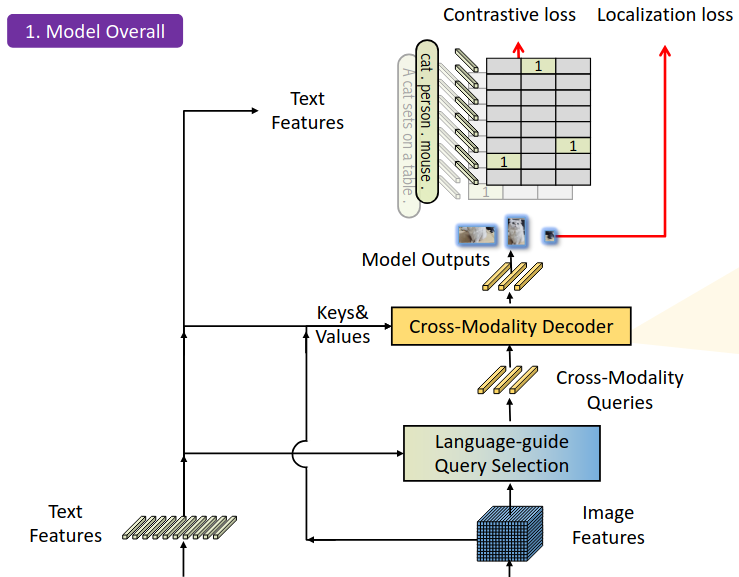 1. Model Overall
Contrastive loss
Localization loss
cat . person . mouse .
A cat sets on a table .
1
1
1
1
Text
Features
Model Outputs
Keys&
Values
Cross-Modality Decoder
Cross-Modality
Queries
Language-guide
Query Selection
Text
Features
Image
Features